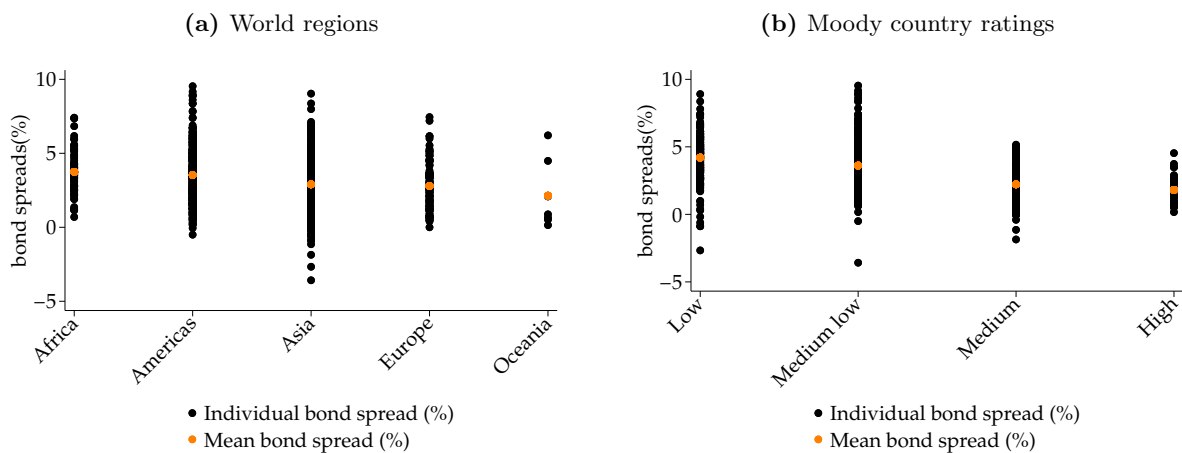 (a) World regions
bond spreads(%)
10
5
0
−5
Africa
Americas
Asia
Europe
Oceania
Individual bond spread (%)
Mean bond spread (%)
(b) Moody country ratings
bond spreads(%)
10
5
0
−5
Low
Medium low
Medium
High
Individual bond spread (%)
Mean bond spread (%)